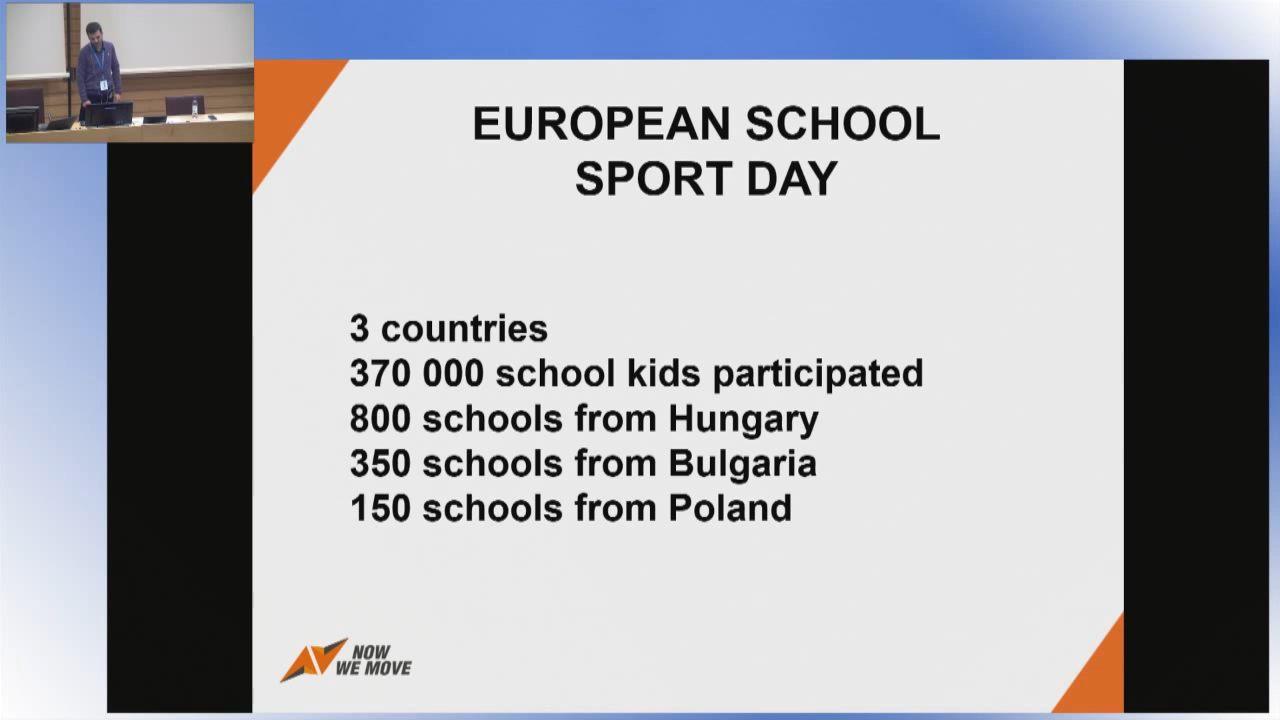 EUROPEAN SCHOOL
SPORT DAY
3 countries
370 000 school kids participated
800 schools from Hungary
350 schools from Bulgaria
150 schools from Poland
NOW
WE MOVE